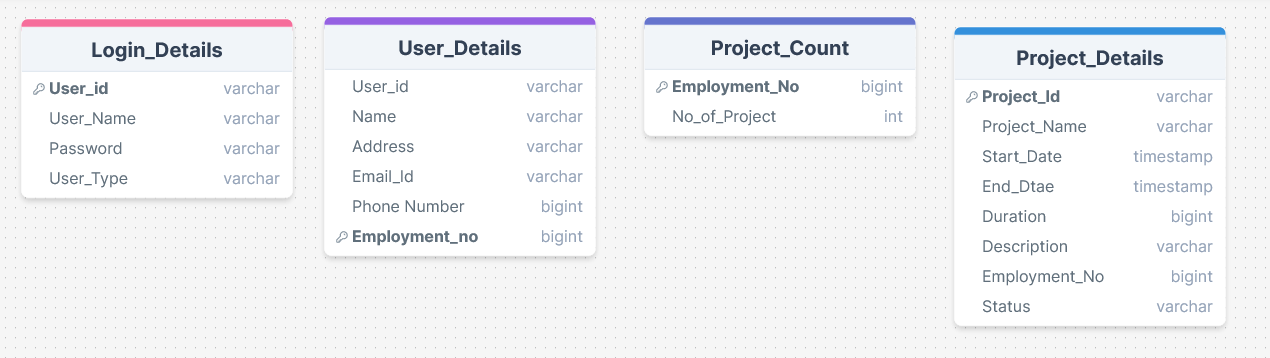 Login_Details
User_id varchar
User_Name varchar
Password varchar
User_Type varchar
User_Details
User_id varchar
Name varchar
Address varchar
Email_Id varchar
Phone Number bigint
Employment_no bigint
Project_Count
Employment_No bigint
No_of_Project int
Project_Details
Project_Id varchar
Project_Name varchar
Start_Date timestamp
End_Dtae timestamp
Duration bigint
Description varchar
Employment_No bigint
Status varchar